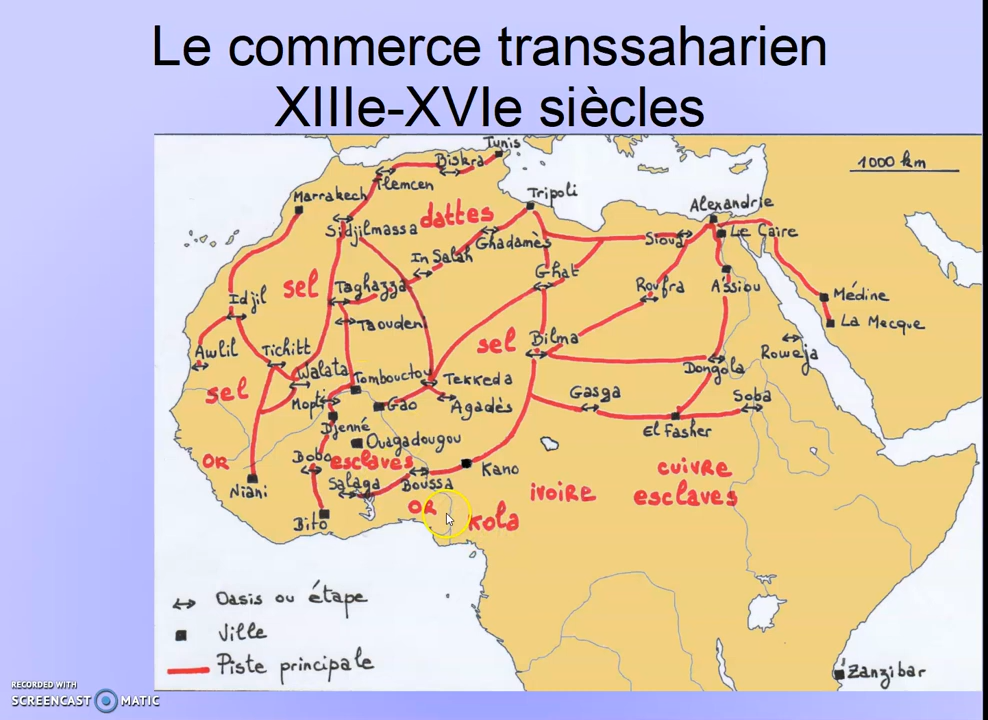 Le commerce transsaharien
XIIIe-XVIe siècles
Tunis
1000 km
Biskra
Tlemcen
Marrakech
Tripoli
Alexandrie
dattes
Sidjilmassa
Le Caire
Ghadamès
Sioua
In Salah
Ghat
Taghazza
sel
Koufra
Assiou
Médine
Idjil
Taoudeni
La Mecque
Bilma
sel
Awlil
Tichitt
Roweja
Walata
Dongola
Tombouctou
Tekkeda
sel
Gasga
Soba
Mopti
Gao
Agadès
Djenné
El Fasher
Ouagadougou
OR
Bobo
esclaves
Kano
cuivre
Niani
Salaga
Boussa
ivoire
esclaves
OR
kola
Bito
Oasis ou étape
Ville
Piste principale
Zanzibar
RECORDED WITH
SCREENCAST MATIC